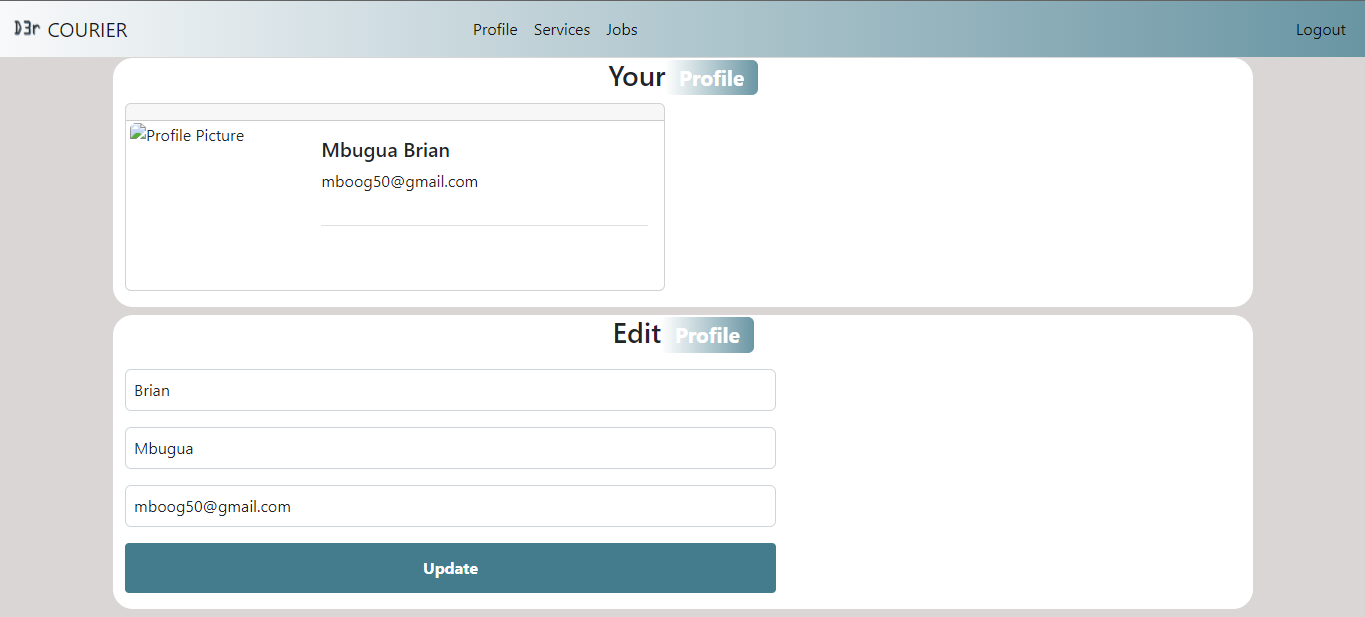 D3r COURIER Profile Services Jobs Logout
Your Profile
Profile Picture
Mbugua Brian
mboog50@gmail.com
Edit Profile
Brian
Mbugua
mboog50@gmail.com
Update